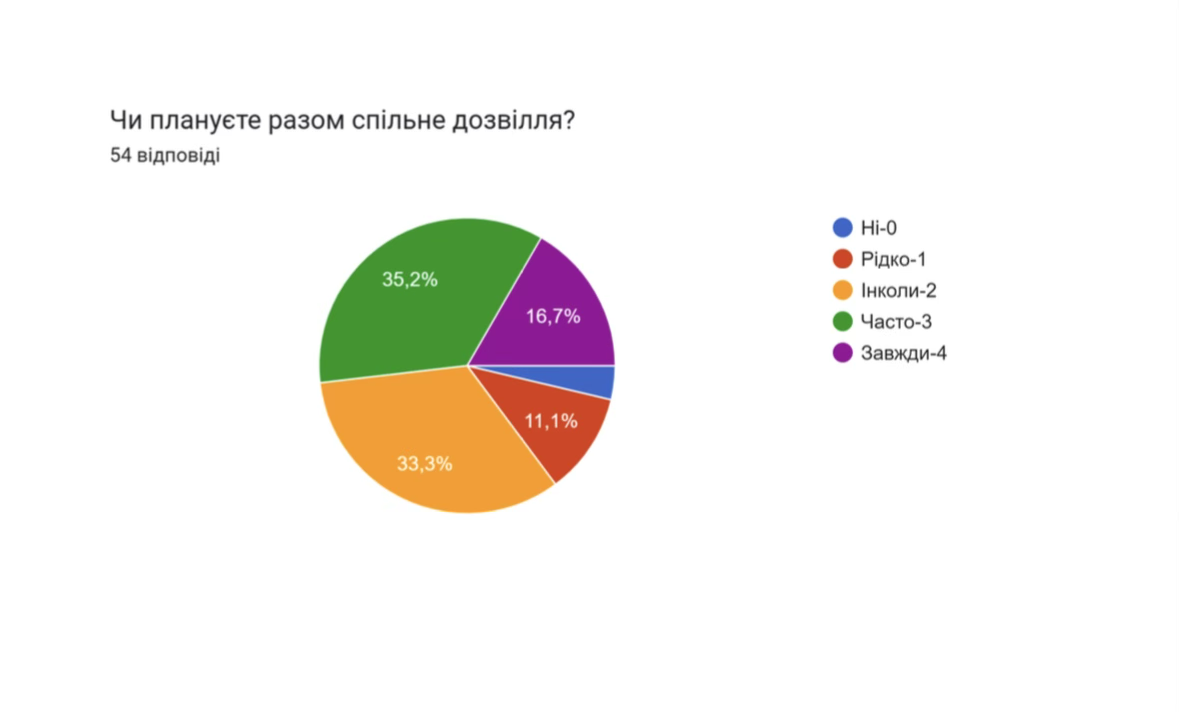 Чи плануєте разом спільне дозвілля?
54 відповіді
35,2%
16,7%
11,1%
33,3%
Ні-0
Рідко-1
Інколи-2
Часто-3
Завжди-4